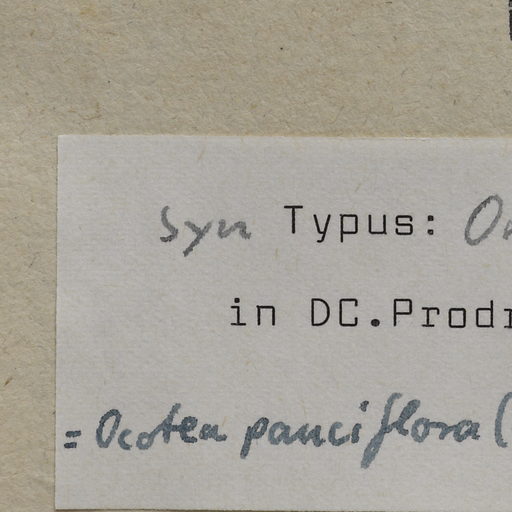 Syn Typus:
in DC.Prodr
= Ocotea pauciflora (